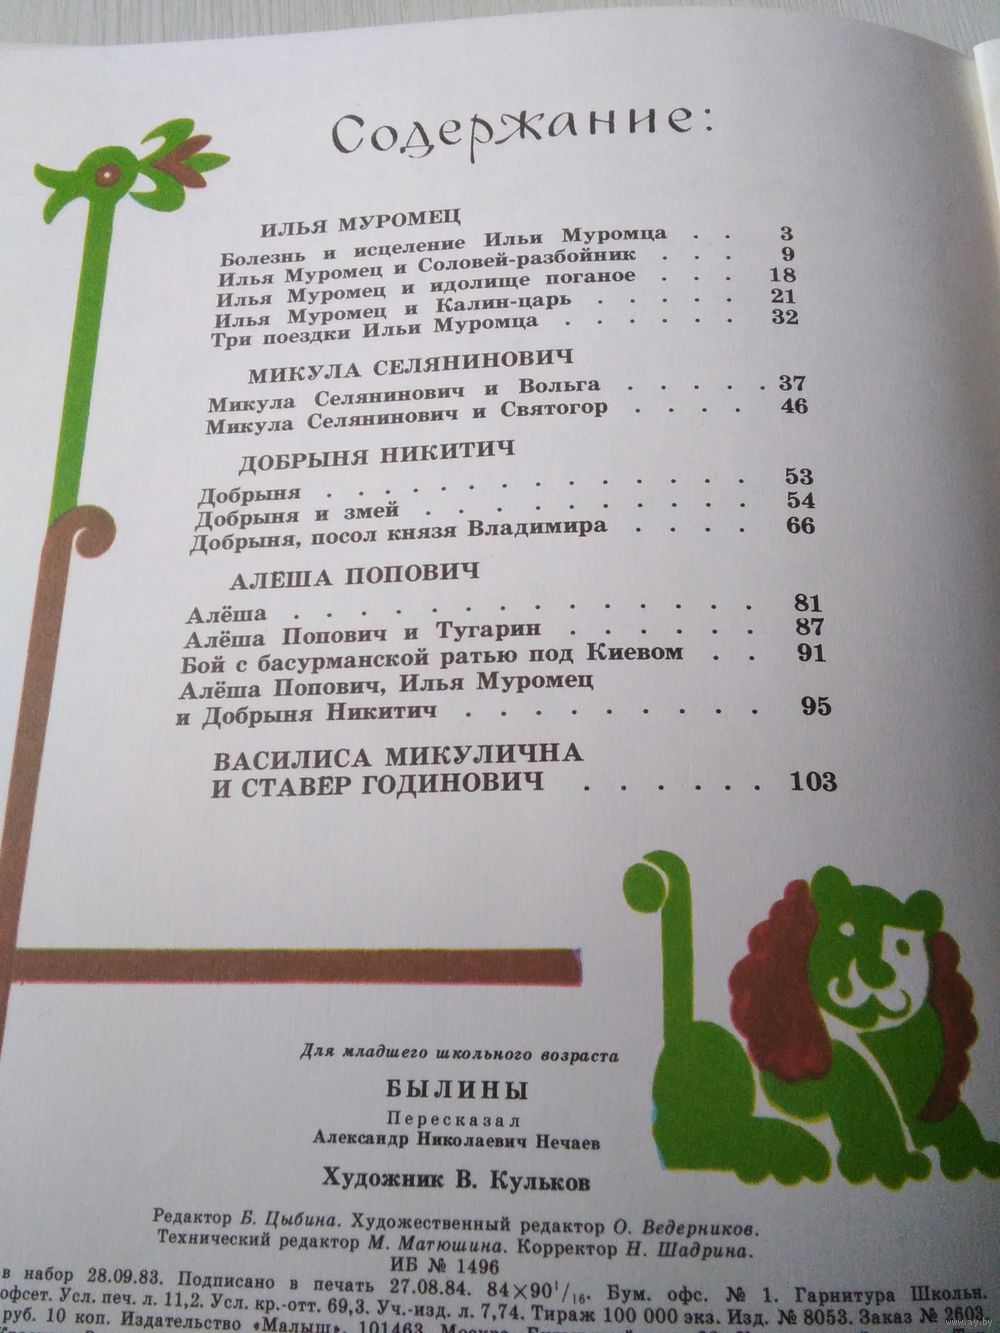 Содержание:
ИЛЬЯ МУРОМЕЦ
Болезнь и исцеление Ильи Муромца . . 3
Илья Муромец и Соловей-разбойник . . . 9
Илья Муромец и идолище поганое . . . 18
Илья Муромец и Калин-царь . . . . . 21
Три поездки Ильи Муромца . . . . . . 32
МИКУЛА СЕЛЯНИНОВИЧ
Микула Селянинович и Вольга . . . . . 37
Микула Селянинович и Святогор . . . . 46
ДОБРЫНЯ НИКИТИЧ
Добрыня . . . . . . . . . . . . 53
Добрыня и змей . . . . . . . . . 54
Добрыня, посол князя Владимира . . . . 66
АЛЁША ПОПОВИЧ
Алёша . . . . . . . . . . . . 81
Алёша Попович и Тугарин . . . . . . 87
Бой с басурманской ратью под Киевом . . 91
Алёша Попович, Илья Муромец
и Добрыня Никитич . . . . . . . . . 95
ВАСИЛИСА МИКУЛИЧНА
И СТАВЁР ГОДИНОВИЧ . . . . . . 103
Для младшего школьного возраста
БЫЛИНЫ
Пересказал
Александр Николаевич Нечаев
Художник В. Кульков
Редактор Б. Цыбина. Художественный редактор О. Ведерников.
Технический редактор М. Матюшина. Корректор Н. Шадрина.
ИБ № 1496
в набор 28.09.83. Подписано в печать 27.08.84. 84×90¹/₁₆. Бум. офс. № 1. Гарнитура Школьн.
офсет. Усл. печ. л. 11,2. Усл. кр.-отт. 69,3. Уч.-изд. л. 7,74. Тираж 100 000 экз. Изд. № 8053. Заказ № 2603.
руб. 10 коп. Издательство «Малыш». 101463, Москва,
ay.by